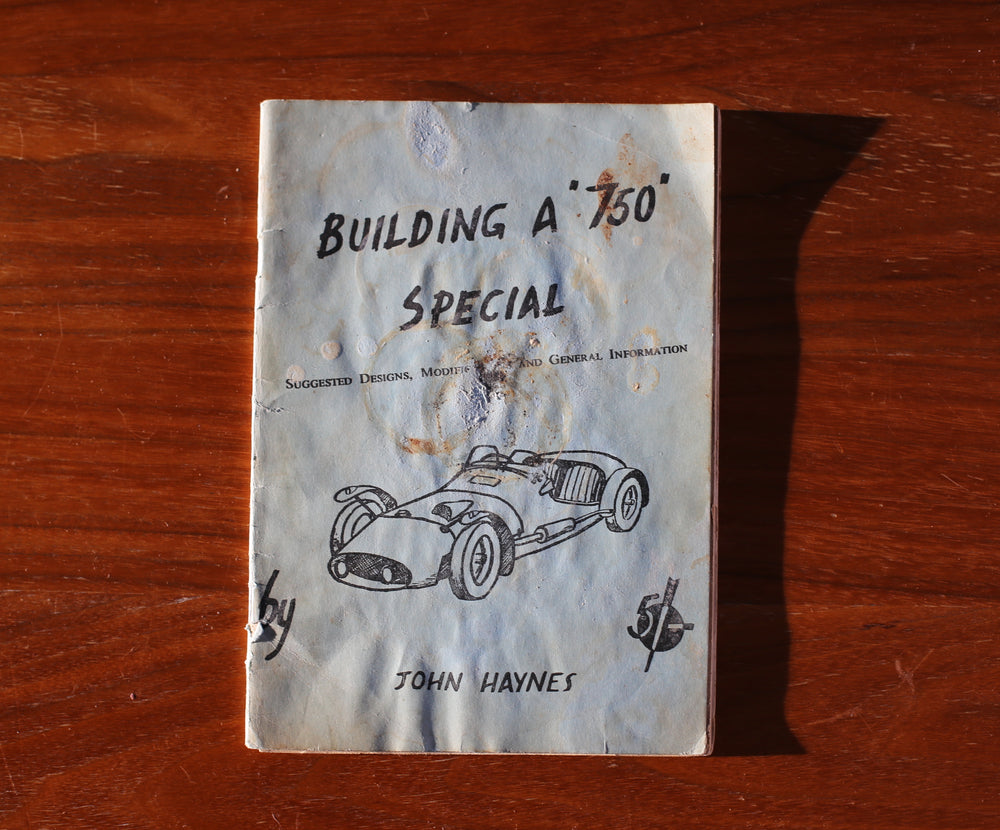 BUILDING A "750"
SPECIAL
SUGGESTED DESIGNS, AND GENERAL INFORMATION
by
5/-
JOHN HAYNES